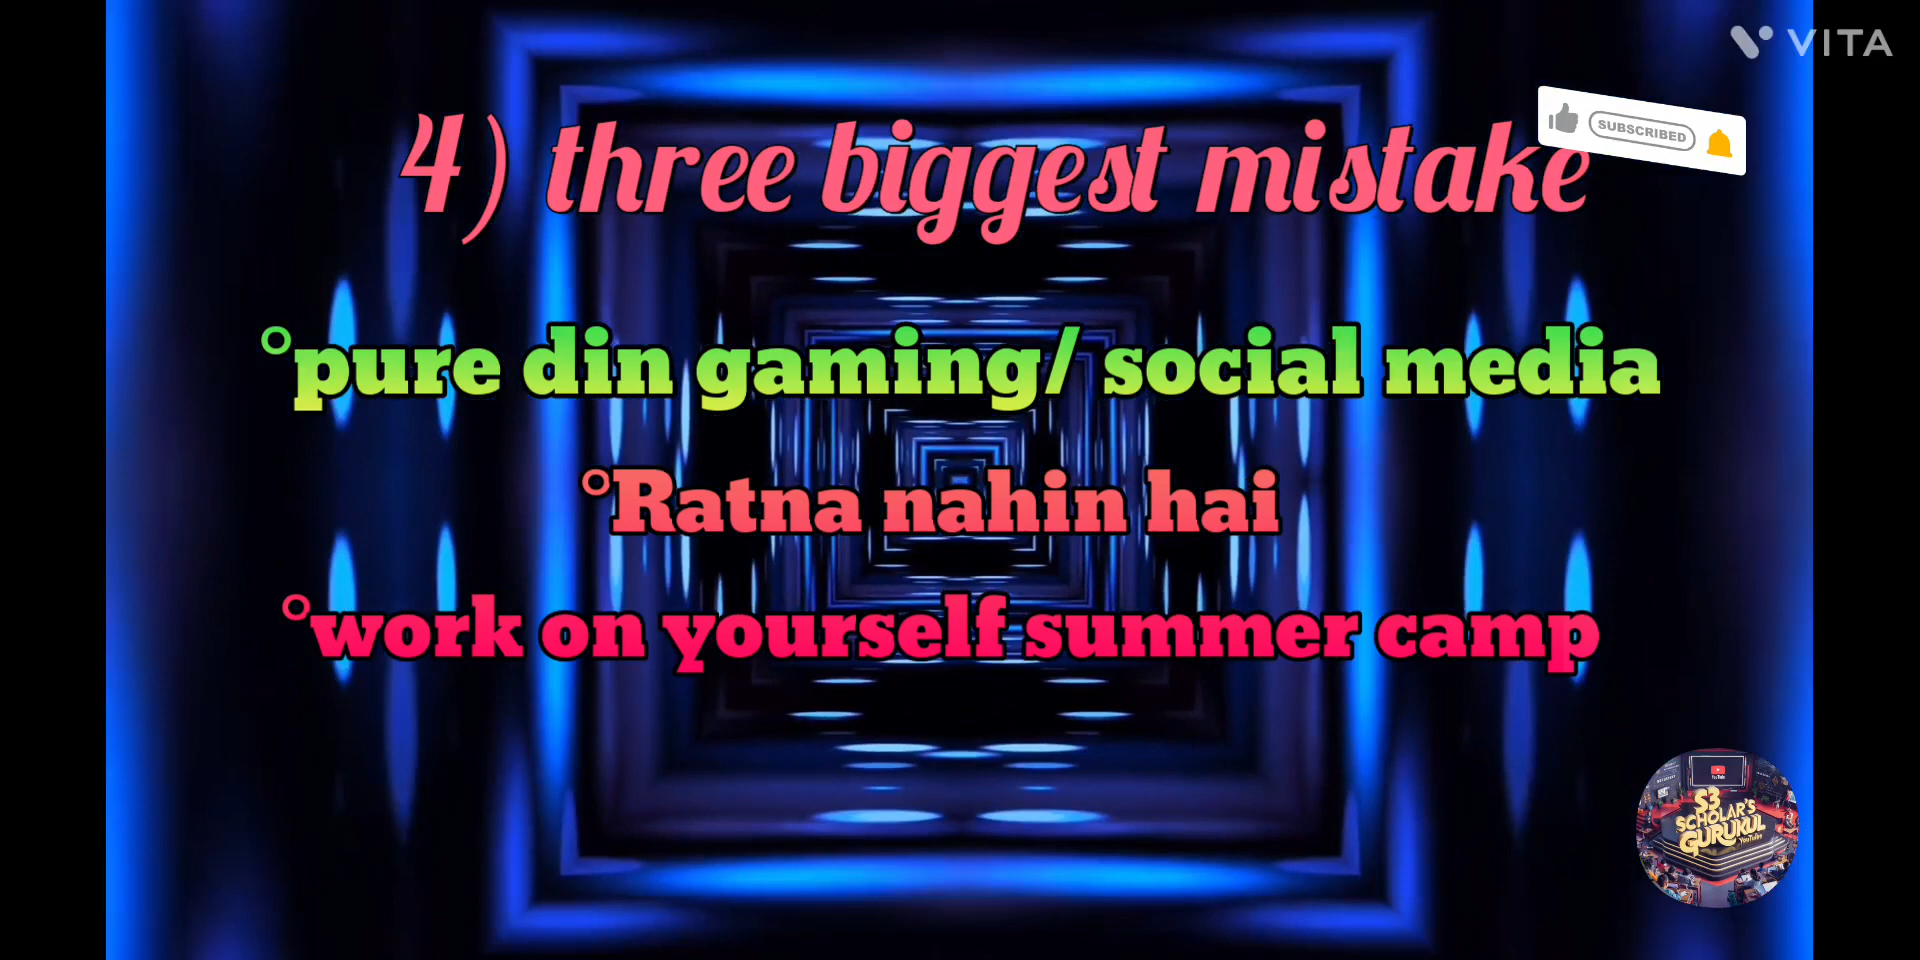 VITA
SUBSCRIBED
4) three biggest mistake
°pure din gaming/ social media
°Ratna nahin hai
°work on yourself summer camp
S3
SCHOLAR'S
GURUKUL
YouTube